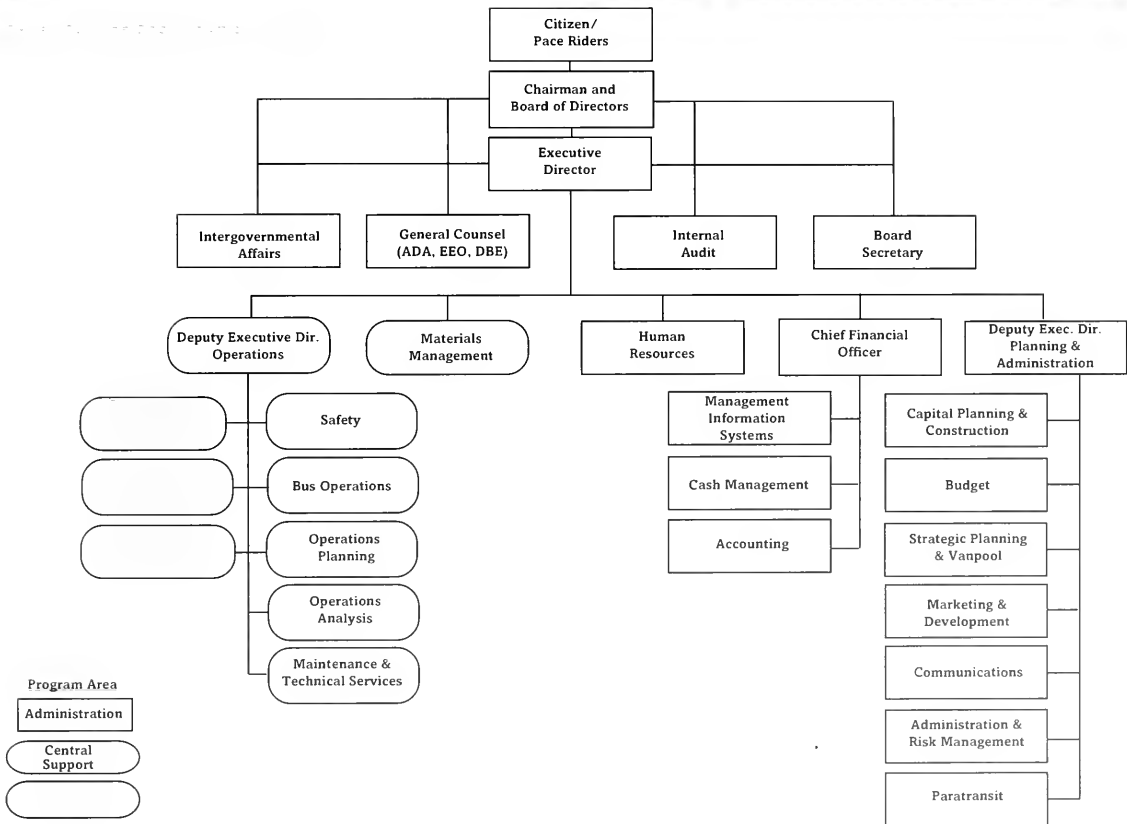 Citizen/
Pace Riders
Chairman and
Board of Directors
Executive
Director
Intergovernmental
Affairs
General Counsel
(ADA, EEO, DBE)
Internal
Audit
Board
Secretary
Deputy Executive Dir.
Operations
Materials
Management
Human
Resources
Chief Financial
Officer
Deputy Exec. Dir.
Planning &
Administration
Safety
Bus Operations
Operations
Planning
Operations
Analysis
Maintenance &
Technical Services
Management
Information
Systems
Cash Management
Accounting
Capital Planning &
Construction
Budget
Strategic Planning
& Vanpool
Marketing &
Development
Communications
Administration &
Risk Management
Paratransit
Program Area
Administration
Central
Support